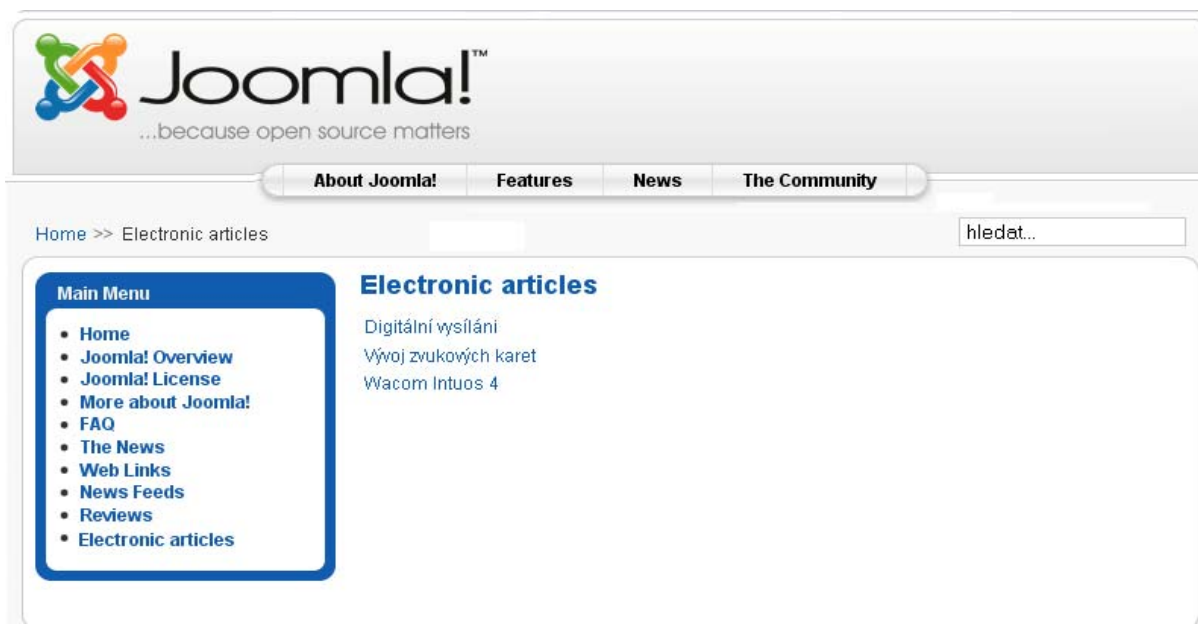 Joomla!™
...because open source matters
About Joomla! Features News The Community
Home >> Electronic articles
hledat...
Main Menu
Home
Joomla! Overview
Joomla! License
More about Joomla!
FAQ
The News
Web Links
News Feeds
Reviews
Electronic articles
Electronic articles
Digitální vysíláni
Vývoj zvukových karet
Wacom Intuos 4